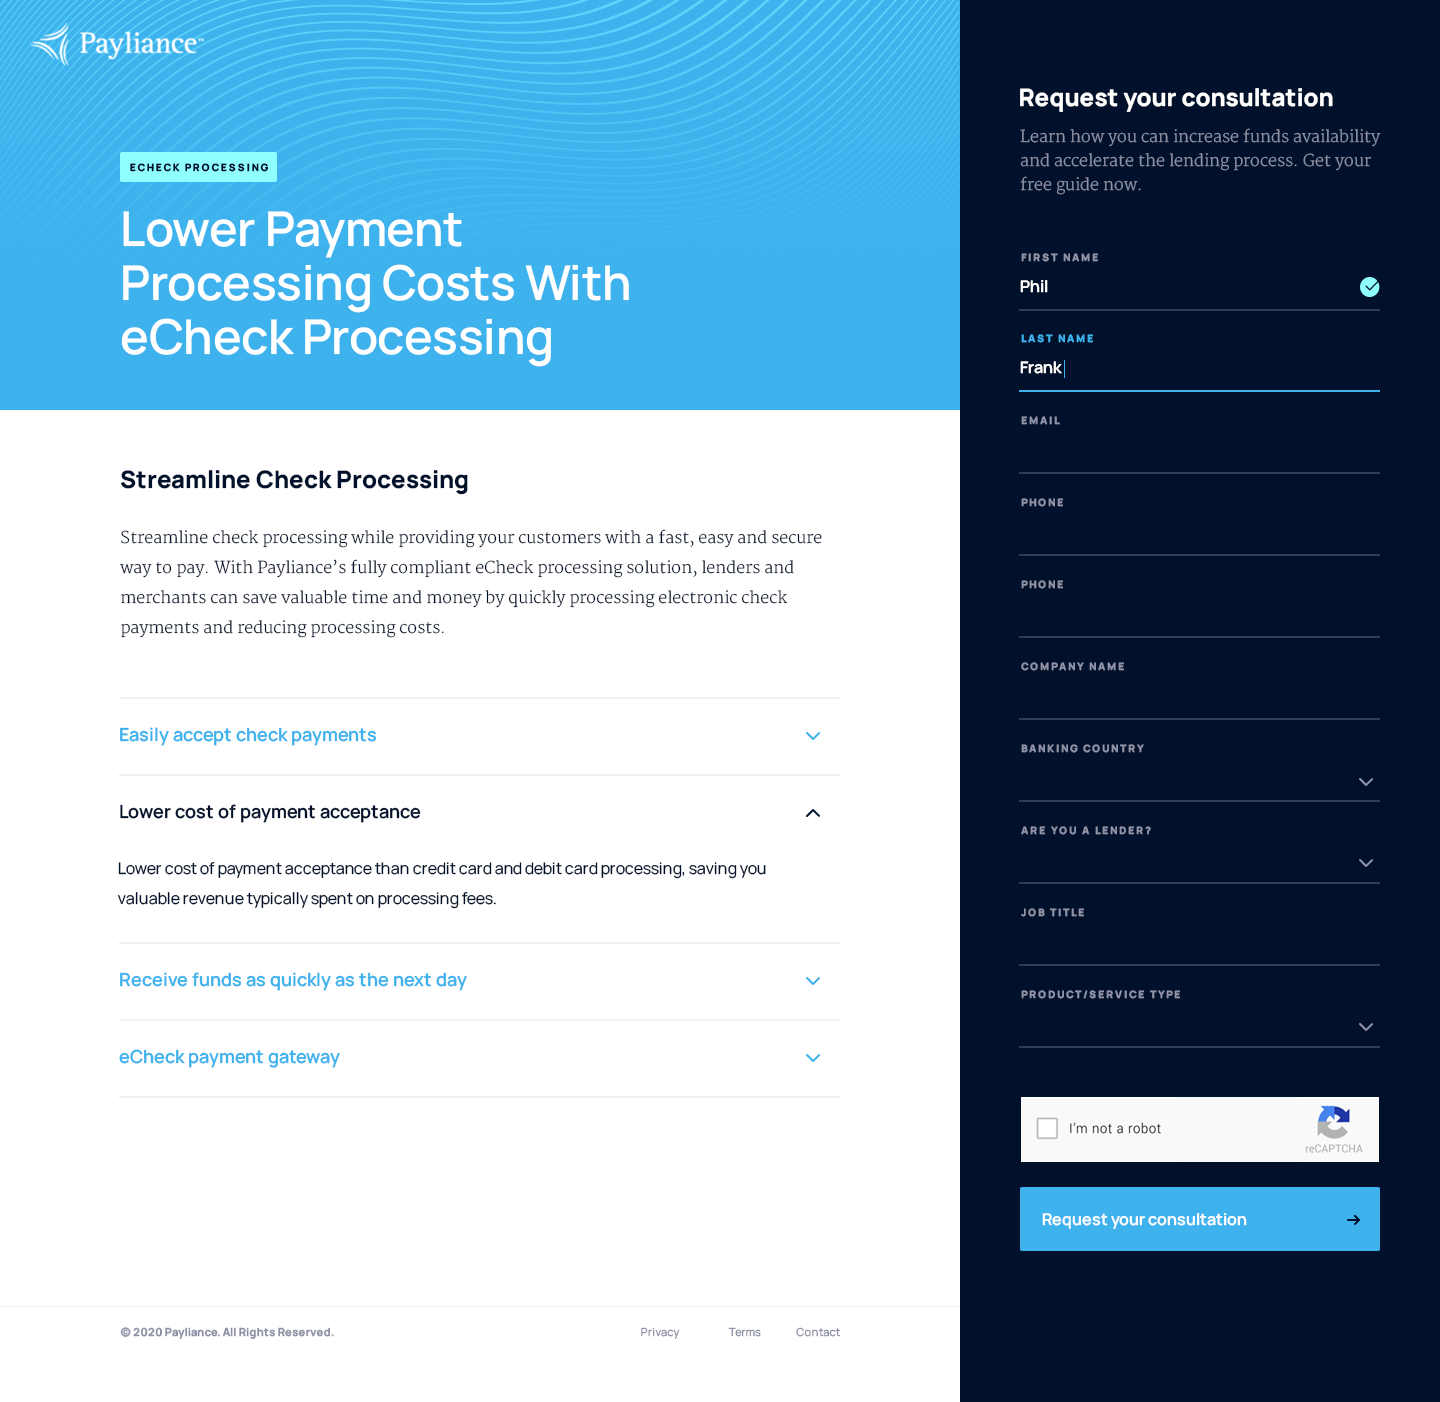 Payliance™
ECHECK PROCESSING
Lower Payment
Processing Costs With
eCheck Processing
Streamline Check Processing
Streamline check processing while providing your customers with a fast, easy and secure
way to pay. With Payliance’s fully compliant eCheck processing solution, lenders and
merchants can save valuable time and money by quickly processing electronic check
payments and reducing processing costs.
Easily accept check payments
Lower cost of payment acceptance
Lower cost of payment acceptance than credit card and debit card processing, saving you
valuable revenue typically spent on processing fees.
Receive funds as quickly as the next day
eCheck payment gateway
© 2020 Payliance. All Rights Reserved.
Privacy Terms Contact
Request your consultation
Learn how you can increase funds availability
and accelerate the lending process. Get your
free guide now.
FIRST NAME
Phil
LAST NAME
Frank
EMAIL
PHONE
PHONE
COMPANY NAME
BANKING COUNTRY
ARE YOU A LENDER?
JOB TITLE
PRODUCT/SERVICE TYPE
I'm not a robot
reCAPTCHA
Request your consultation